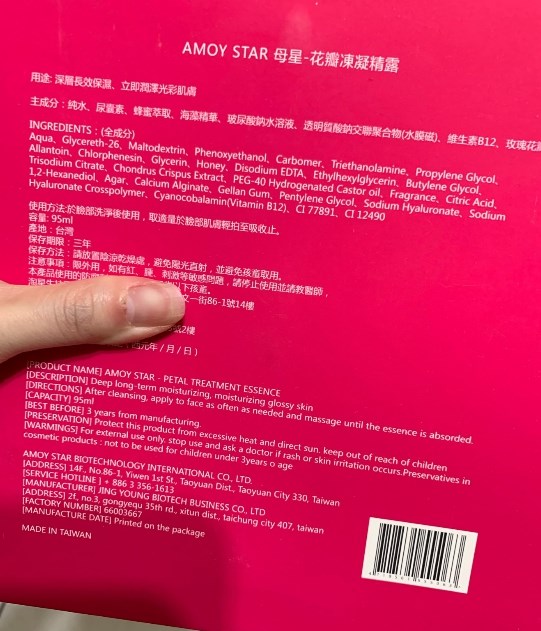 AMOY STAR 母星-花瓣凍凝精露
用途: 深層長效保濕、立即潤澤光彩肌膚
主成分：純水、尿囊素、蜂蜜萃取、海藻精華、玻尿酸鈉水溶液、透明質酸鈉交聯聚合物(水膜磁)、維生素B12、玫瑰花
INGREDIENTS：(全成分)
Aqua, Glycereth-26, Maltodextrin, Phenoxyethanol, Carbomer, Triethanolamine, Propylene Glycol,
Allantoin, Chlorphenesin, Glycerin, Honey, Disodium EDTA, Ethylhexylglycerin, Butylene Glycol,
Trisodium Citrate, Chondrus Crispus Extract, PEG-40 Hydrogenated Castor oil, Fragrance, Citric Acid,
1,2-Hexanediol, Agar, Calcium Alginate, Gellan Gum, Pentylene Glycol, Sodium Hyaluronate, Sodium
Hyaluronate Crosspolymer, Cyanocobalamin(Vitamin B12)、CI 77891、CI 12490
使用方法:於臉部洗淨後使用，取適量於臉部肌膚輕拍至吸收止。
容量: 95ml
產地：台灣
保存期限：三年
保存方法：請放置陰涼乾燥處，避免陽光直射，並避免孩童取用。
注意事項：限外用，如有紅、腫、刺激等敏感問題，請停止使用並請教醫師，
本產品使用的防 以下孩童。
文一街86-1號14樓
號2樓
元年 / 月 / 日）
[PRODUCT NAME] AMOY STAR - PETAL TREATMENT ESSENCE
[DESCRIPTION] Deep long-term moisturizing, moisturizing glossy skin
[DIRECTIONS] After cleansing, apply to face as often as needed and massage until the essence is absorbed.
[CAPACITY] 95ml
[BEST BEFORE] 3 years from manufacturing.
[PRESERVATION] Protect this product from excessive heat and direct sun. keep out of reach of children
[WARMINGS] For external use only. stop use and ask a doctor if rash or skin irritation occurs.Preservatives in
cosmetic products : not to be used for children under 3years o age
AMOY STAR BIOTECHNOLOGY INTERNATIONAL CO., LTD.
[ADDRESS] 14F., No.86-1, Yiwen 1st St., Taoyuan Dist., Taoyuan City 330, Taiwan
[SERVICE HOTLINE ] + 886 3 356-1613
[MANUFACTURER] JING YOUNG BIOTECH BUSINESS CO., LTD
[ADDRESS] 2f, no.3, gongyequ 35th rd., xitun dist., taichung city 407, taiwan
[FACTORY NUMBER] 66003667
[MANUFACTURE DATE) Printed on the package
MADE IN TAIWAN